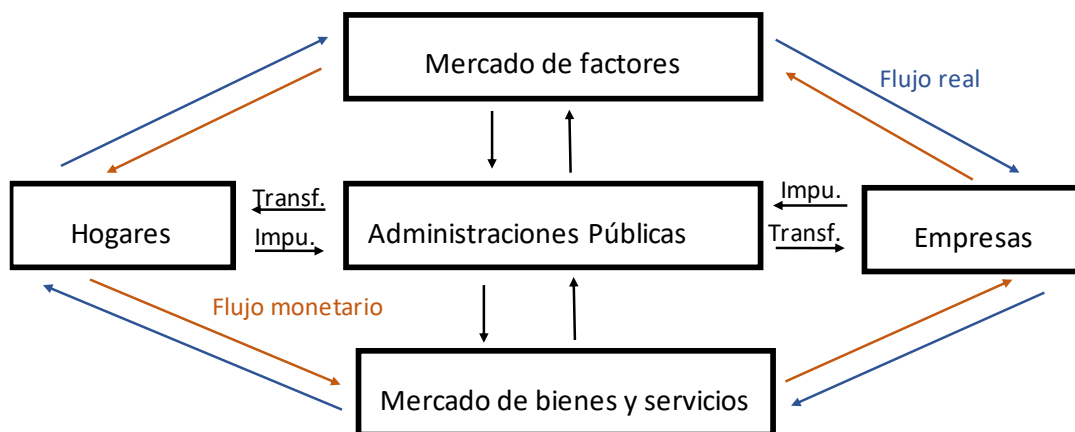 Mercado de factores
Flujo real
Hogares
Transf.
Impu.
Administraciones Públicas
Impu.
Transf.
Empresas
Flujo monetario
Mercado de bienes y servicios